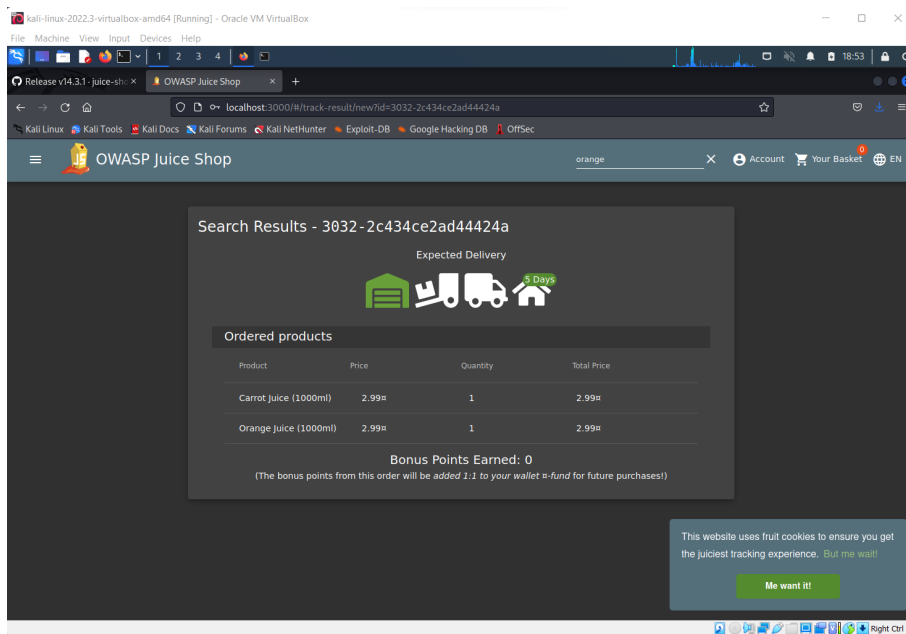 kali-linux-2022.3-virtualbox-amd64 [Running] - Oracle VM VirtualBox
File Machine View Input Devices Help
1 2 3 4 18:53
Release v14.3.1 · juice-sho × OWASP Juice Shop × +
localhost:3000/#/track-result/new?id=3032-2c434ce2ad44424a
Kali Linux Kali Tools Kali Docs Kali Forums Kali NetHunter Exploit-DB Google Hacking DB OffSec
OWASP Juice Shop orange Account Your Basket 0 EN
Search Results - 3032-2c434ce2ad44424a
Expected Delivery
5 Days
Ordered products
Product Price Quantity Total Price
Carrot Juice (1000ml) 2.99¤ 1 2.99¤
Orange Juice (1000ml) 2.99¤ 1 2.99¤
Bonus Points Earned: 0
(The bonus points from this order will be added 1:1 to your wallet ¤-fund for future purchases!)
This website uses fruit cookies to ensure you get
the juiciest tracking experience. But me wait!
Me want it!
Right Ctrl